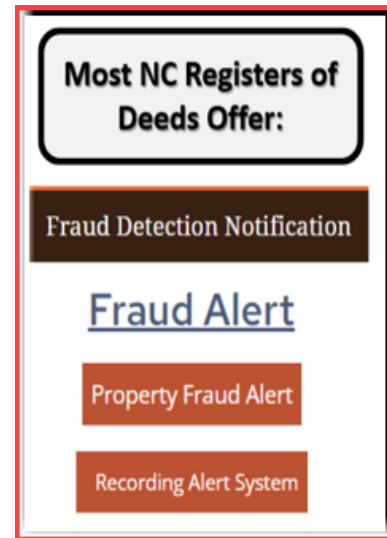 Most NC Registers of
Deeds Offer:
Fraud Detection Notification
Fraud Alert
Property Fraud Alert
Recording Alert System